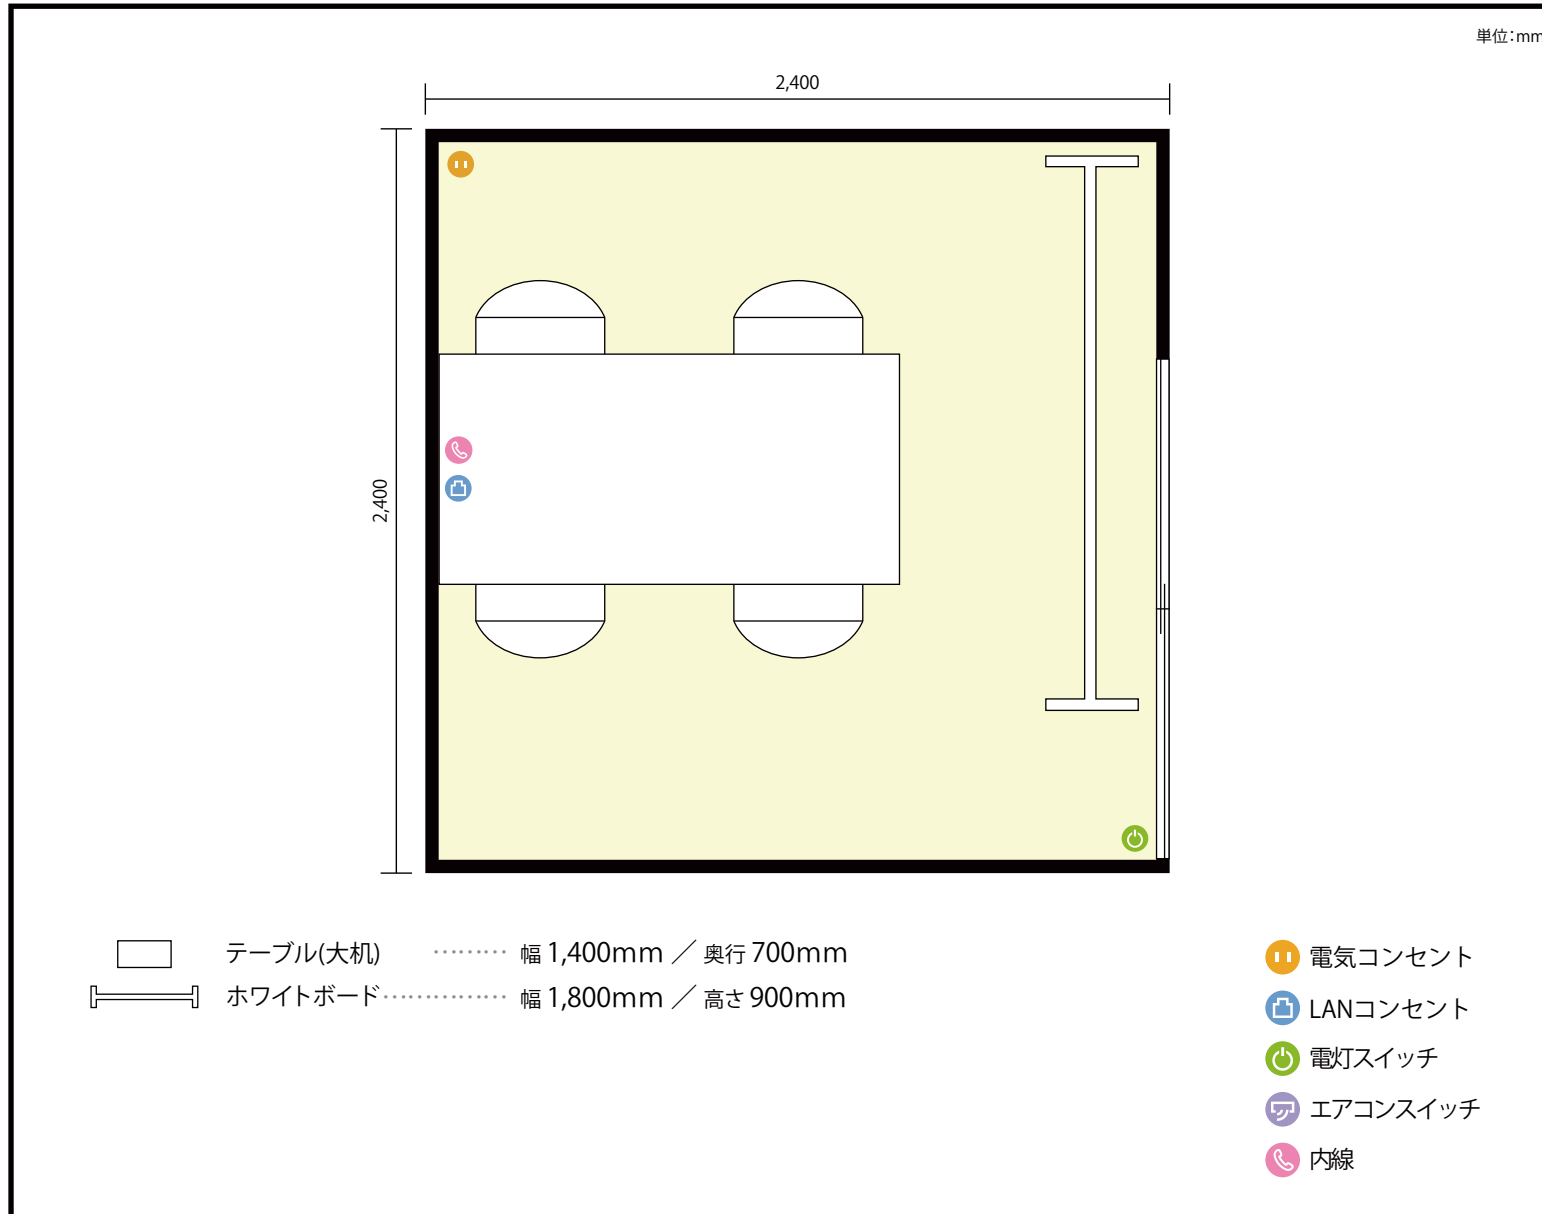 単位:mm
2,400
2,400
テーブル(大机) ……… 幅 1,400mm ／ 奥行 700mm
ホワイトボード…………… 幅 1,800mm ／ 高さ 900mm
電気コンセント
LANコンセント
電灯スイッチ
エアコンスイッチ
内線